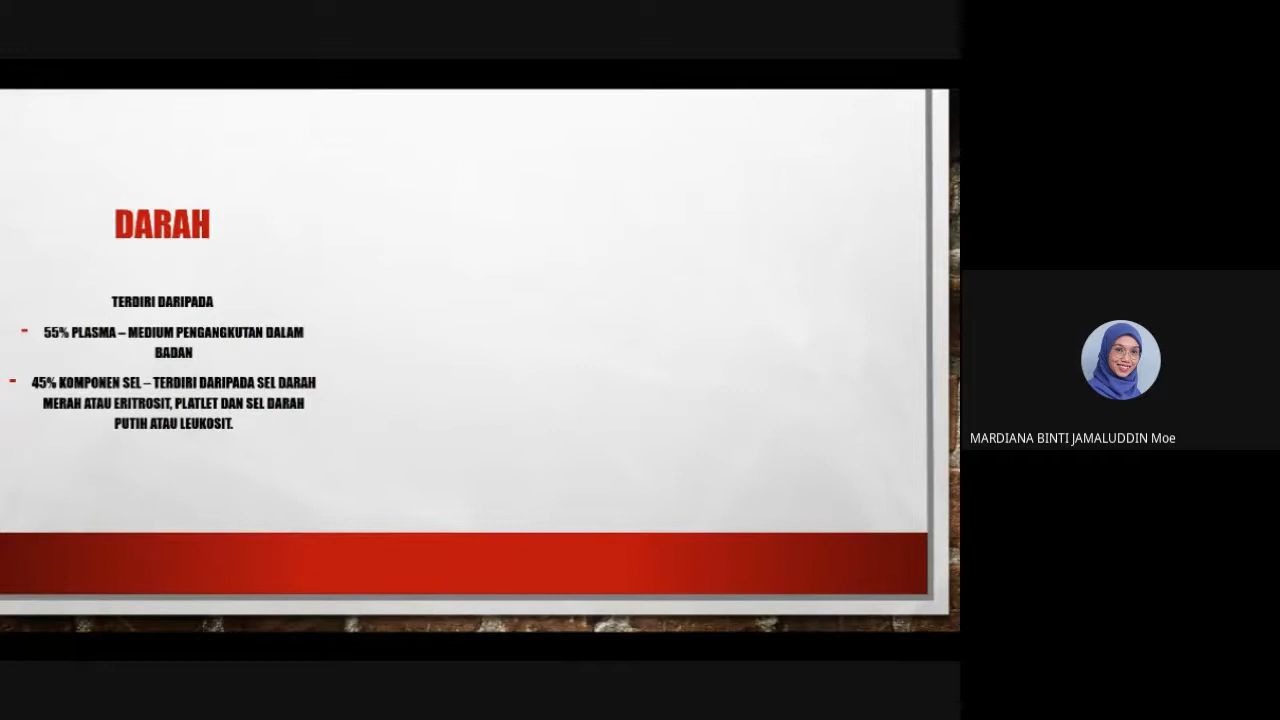 DARAH
TERDIRI DARIPADA
- 55% PLASMA – MEDIUM PENGANGKUTAN DALAM
BADAN
- 45% KOMPONEN SEL – TERDIRI DARIPADA SEL DARAH
MERAH ATAU ERITROSIT, PLATLET DAN SEL DARAH
PUTIH ATAU LEUKOSIT.
MARDIANA BINTI JAMALUDDIN Moe